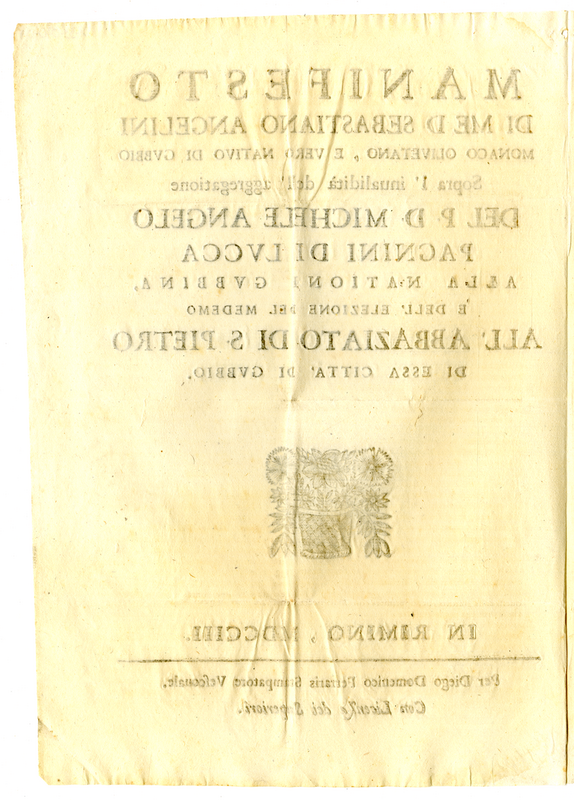 MANIFESTO
DI ME D. SEBASTIANO ANGELINI
MONACO OLIVETANO, E VERO NATIVO DI GVBBIO
Sopra l' inualidità dell' aggregatione
DEL P. D. MICHELE ANGELO
PAGNINI DI LVCCA
ALLA NATIONE GVBINA,
E DELL' ELEZIONE DEL MEDEMO
ALL' ABBAZIATO DI S. PIETRO
DI ESSA CITTA' DI GVBBIO.
IN RIMINO, MDCCIII.
Per Diego Domenico Ferraris Stampatore Vescouale.
Con Licenza dei Superiori.